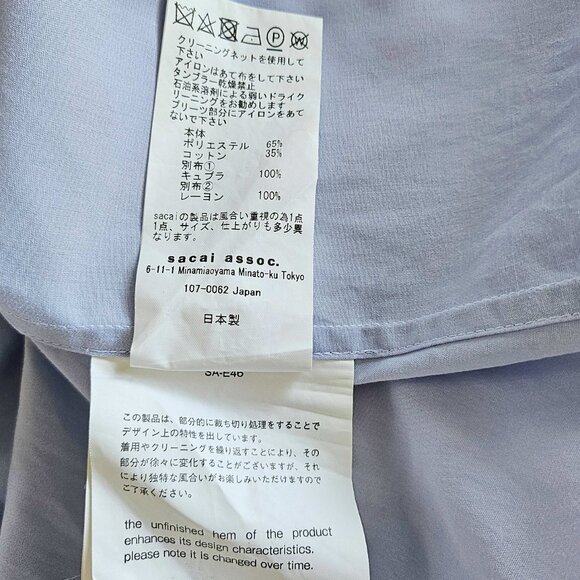 クリーニングネットを使用して
下さい
アイロンはあて布をして下さい
タンブラー乾燥禁止
石油系溶剤による弱いドライク
リーニングをお勧めします
プリーツ部分にアイロンをあて
ないで下さい
本体
ポリエステル 65%
コットン 35%
別布①
キュプラ 100%
別布②
レーヨン 100%
sacaiの製品は風合い重視の為1点
1点、サイズ、仕上がりも多少異
なります。
sacai assoc.
6-11-1 Minamiaoyama Minato-ku Tokyo
107-0062 Japan
日本製
SA-E46
この製品は、部分的に裁ち切り処理をすることで
デザイン上の特性を出しています。
着用やクリーニングを繰り返すことにより、その
部分が徐々に変化することがございますが、それ
により独特な風合いがお楽しみいただけますので
ご了承ください。
the unfinished hem of the product
enhances its design characteristics.
please note it is changed over time.